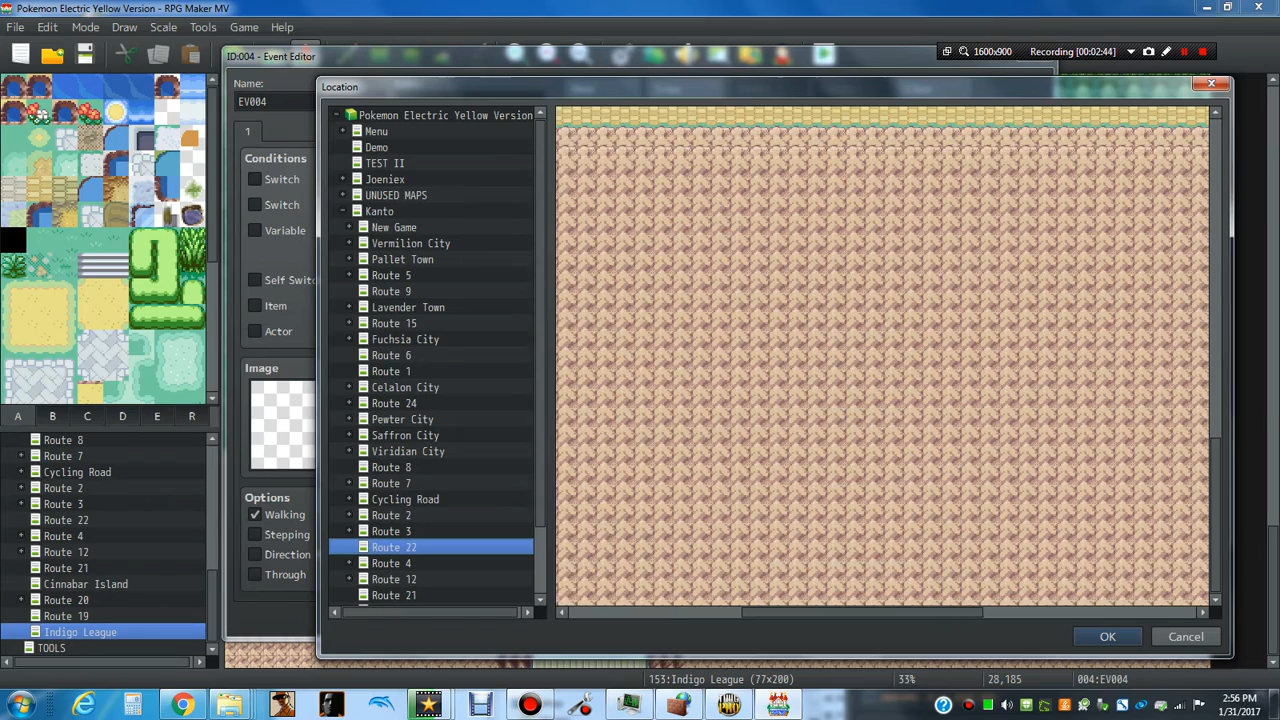 Pokemon Electric Yellow Version - RPG Maker MV
File Edit Mode Draw Scale Tools Game Help
1600x900
Recording [00:02:44]
ID:004 - Event Editor
Name:
EV004
1
Conditions
Switch
Switch
Variable
Self Switc
Item
Actor
Image
Options
Walking
Stepping
Direction
Through
Location
Pokemon Electric Yellow Version
Menu
Demo
TEST II
Joeniex
UNUSED MAPS
Kanto
New Game
Vermilion City
Pallet Town
Route 5
Route 9
Lavender Town
Route 15
Fuchsia City
Route 6
Route 1
Celalon City
Route 24
Pewter City
Saffron City
Viridian City
Route 8
Route 7
Cycling Road
Route 2
Route 3
Route 22
Route 4
Route 12
Route 21
OK
Cancel
A B C D E R
Route 8
Route 7
Cycling Road
Route 2
Route 3
Route 22
Route 4
Route 12
Route 21
Cinnabar Island
Route 20
Route 19
Indigo League
TOOLS
153:Indigo League (77x200)
33%
28,185
004:EV004
2:56 PM
1/31/2017